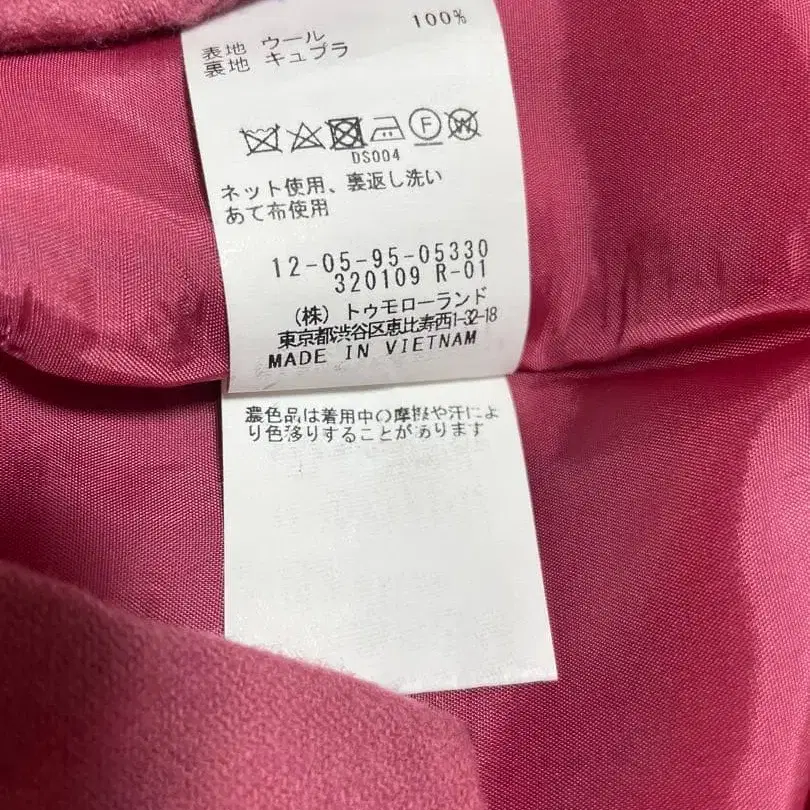 表地 ウール 100%
裏地 キュプラ
F W
DS004
ネット使用、裏返し洗い
あて布使用
12-05-95-05330
320109 R-01
(株) トゥモローランド
東京都渋谷区恵比寿西1-32-18
MADE IN VIETNAM
濃色品は着用中の摩擦や汗によ
り色移りすることがあります